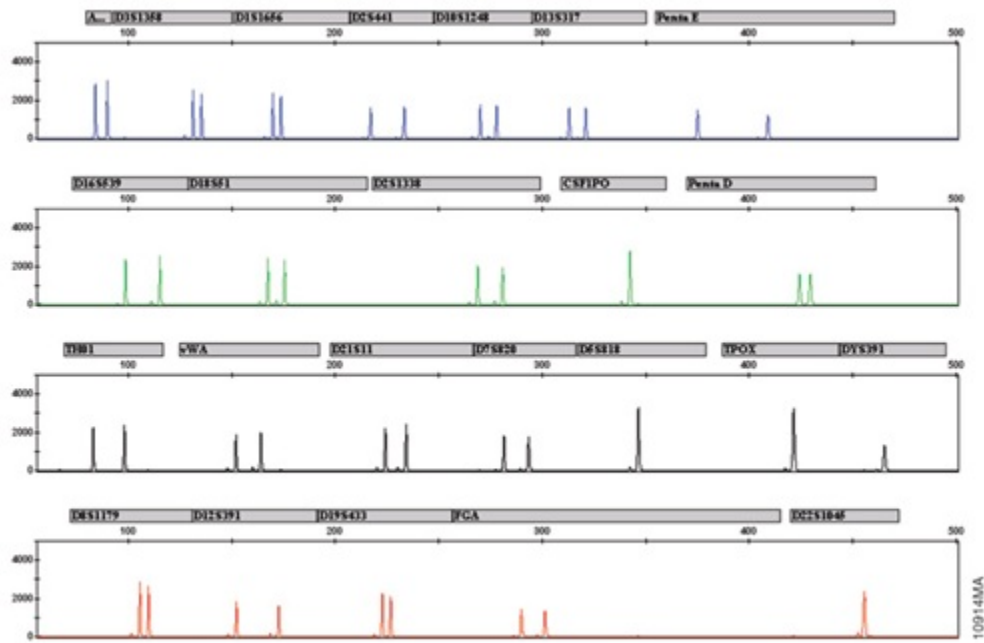 A... D3S1358 D1S1656 D2S441 D10S1248 D13S317 Penta E
100 200 300 400 500
4000
2000
0
D16S539 D18S51 D2S1338 CSF1PO Penta D
100 200 300 400 500
4000
2000
0
TH01 vWA D21S11 D7S820 D5S818 TPOX DYS391
100 200 300 400 500
4000
2000
0
D8S1179 D12S391 D19S433 FGA D22S1045
100 200 300 400 500
4000
2000
0
10914MA